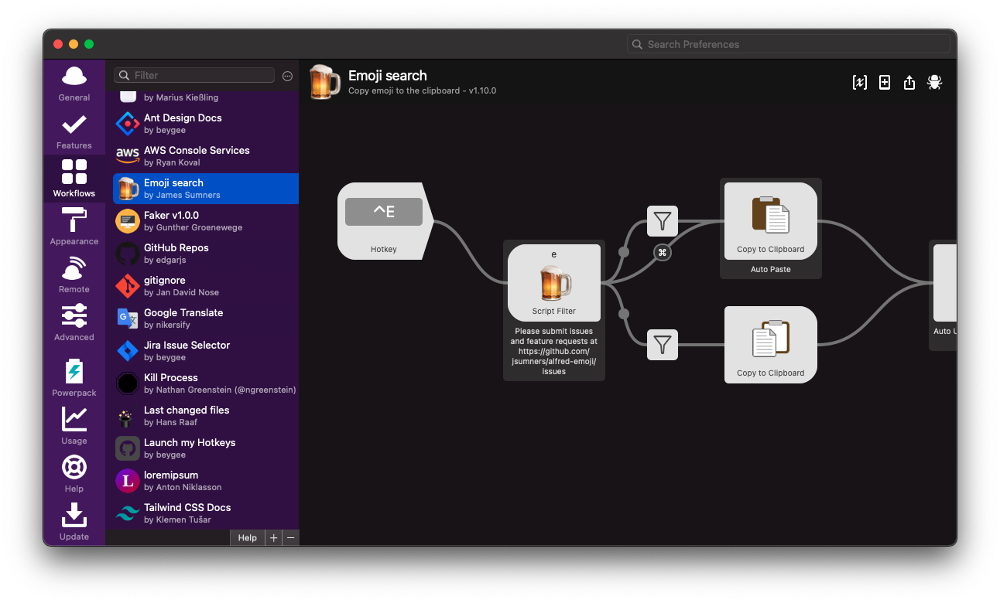 Search Preferences
General
Features
Workflows
Appearance
Remote
Advanced
Powerpack
Usage
Help
Update
Filter
by Marius Kießling
Ant Design Docs
by beygee
aws
AWS Console Services
by Ryan Koval
Emoji search
by James Sumners
Faker v1.0.0
by Gunther Groenewege
GitHub Repos
by edgarjs
gitignore
by Jan David Nose
G
Google Translate
by nikersify
Jira Issue Selector
by beygee
Kill Process
by Nathan Greenstein (@ngreenstein)
Last changed files
by Hans Raaf
Launch my Hotkeys
by beygee
L
loremipsum
by Anton Niklasson
Tailwind CSS Docs
by Klemen Tušar
Help
+
−
Emoji search
Copy emoji to the clipboard - v1.10.0
^E
Hotkey
e
Script Filter
Please submit issues
and feature requests at
https://github.com/
jsumners/alfred-emoji/
issues
⌘
Copy to Clipboard
Auto Paste
Copy to Clipboard
Auto U